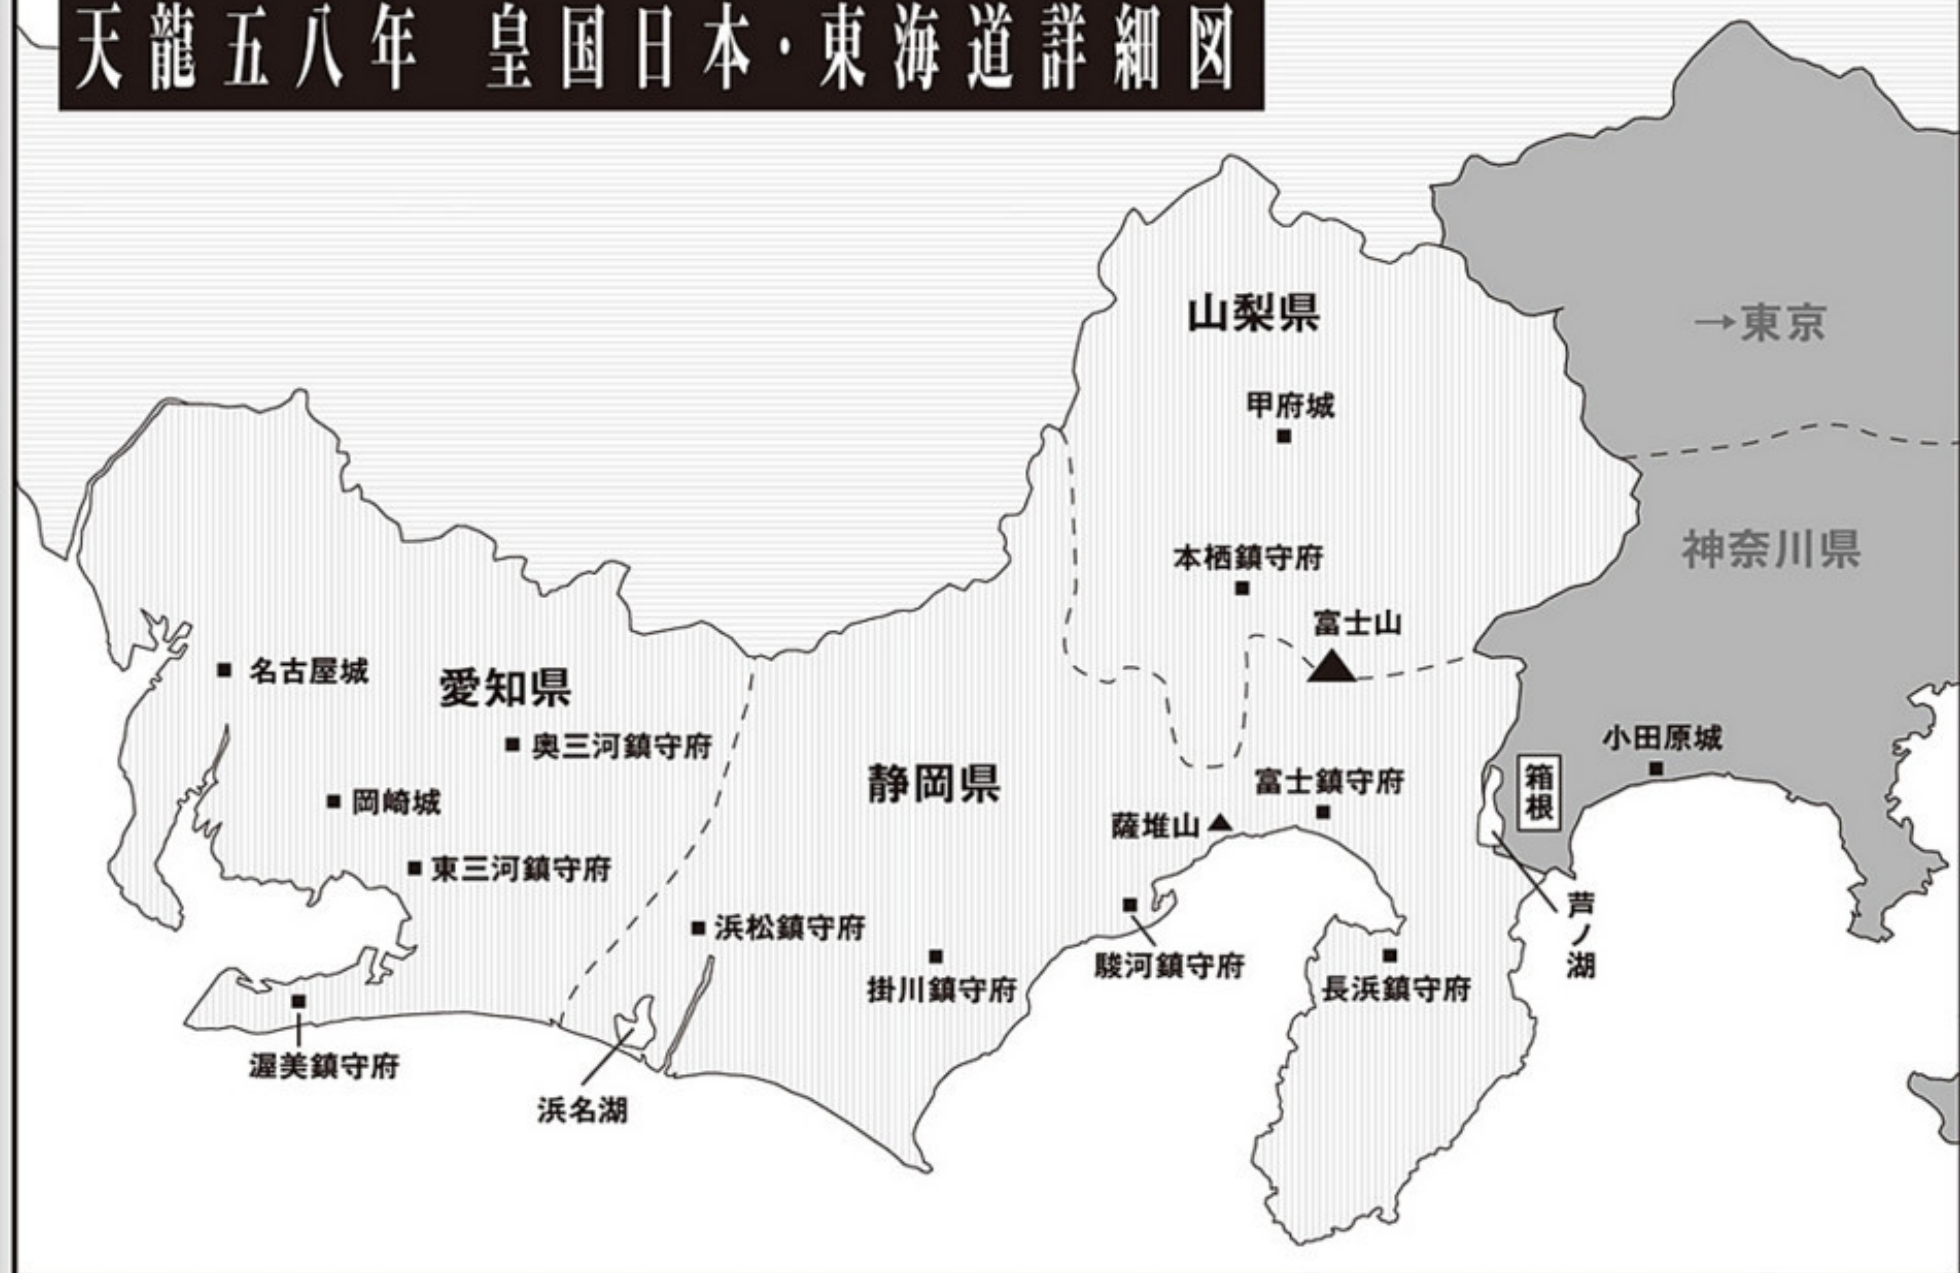 天龍五八年 皇国日本・東海道詳細図
山梨県
→東京
甲府城
神奈川県
本栖鎮守府
富士山
名古屋城
愛知県
奥三河鎮守府
小田原城
静岡県
富士鎮守府
箱根
岡崎城
薩埵山
東三河鎮守府
芦ノ湖
浜松鎮守府
駿河鎮守府
掛川鎮守府
長浜鎮守府
渥美鎮守府
浜名湖